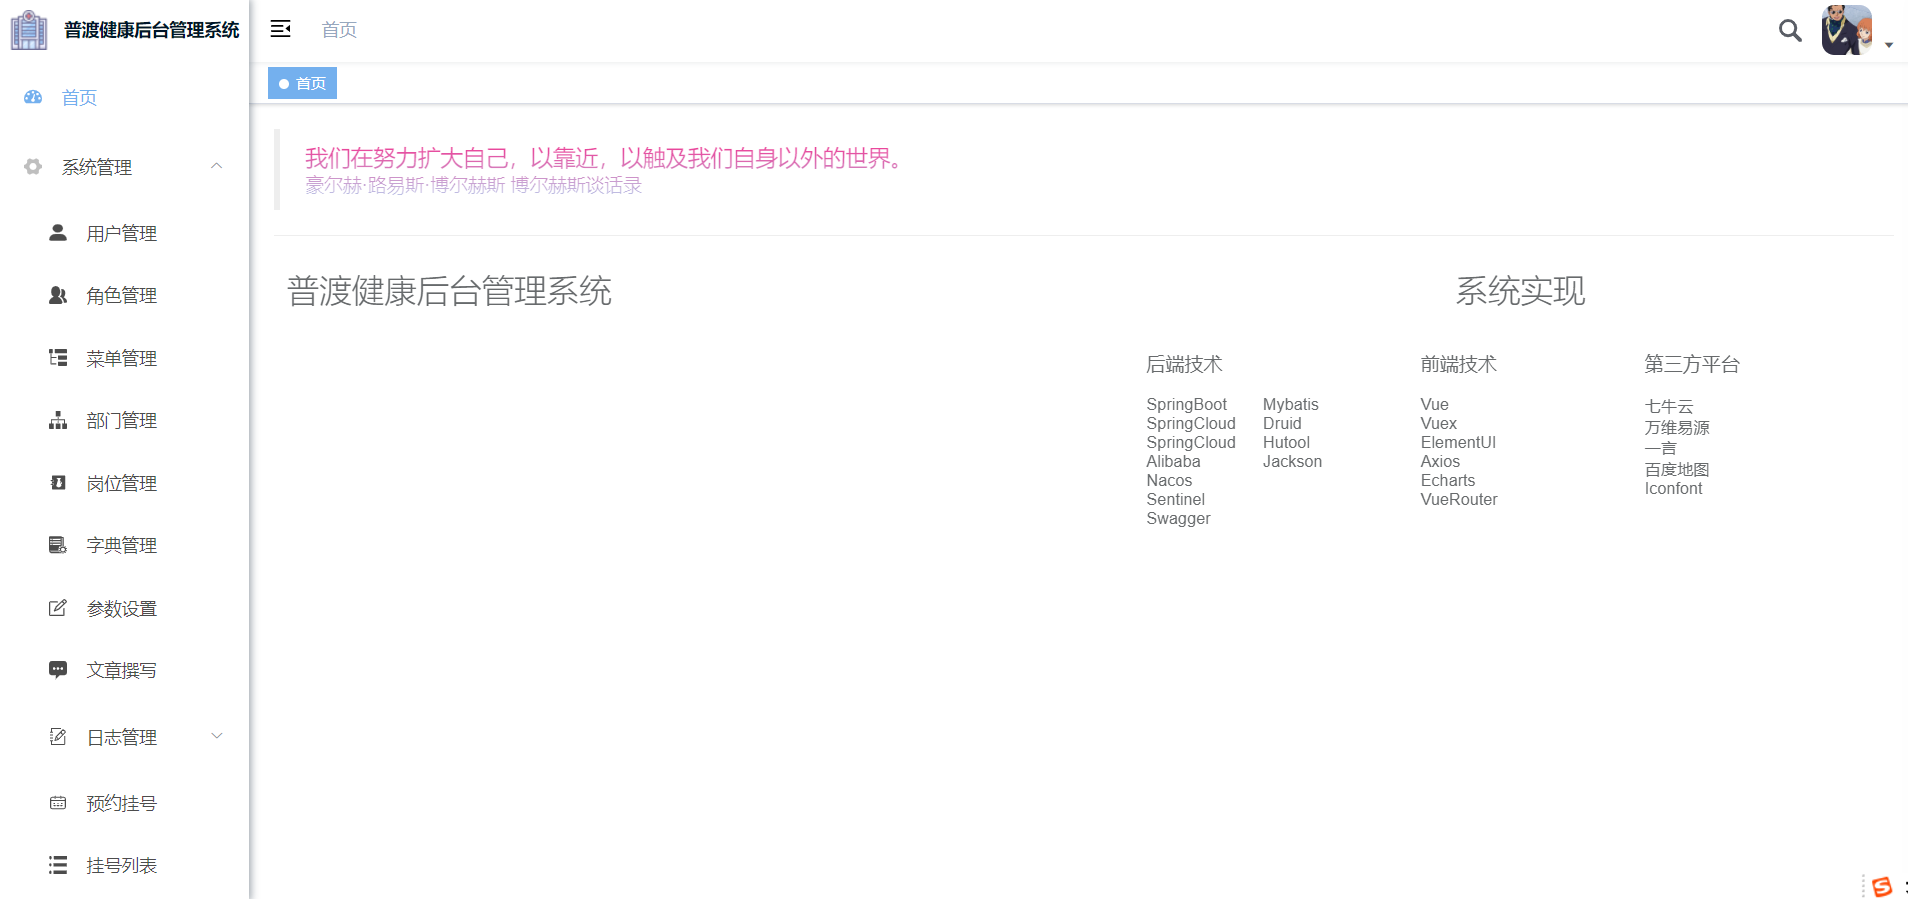 普渡健康后台管理系统
首页
首页
系统管理
用户管理
角色管理
菜单管理
部门管理
岗位管理
字典管理
参数设置
文章撰写
日志管理
预约挂号
挂号列表
首页
我们在努力扩大自己，以靠近，以触及我们自身以外的世界。
豪尔赫·路易斯·博尔赫斯 博尔赫斯谈话录
普渡健康后台管理系统
系统实现
后端技术
SpringBoot
SpringCloud
SpringCloud
Alibaba
Nacos
Sentinel
Swagger
Mybatis
Druid
Hutool
Jackson
前端技术
Vue
Vuex
ElementUI
Axios
Echarts
VueRouter
第三方平台
七牛云
万维易源
一言
百度地图
Iconfont